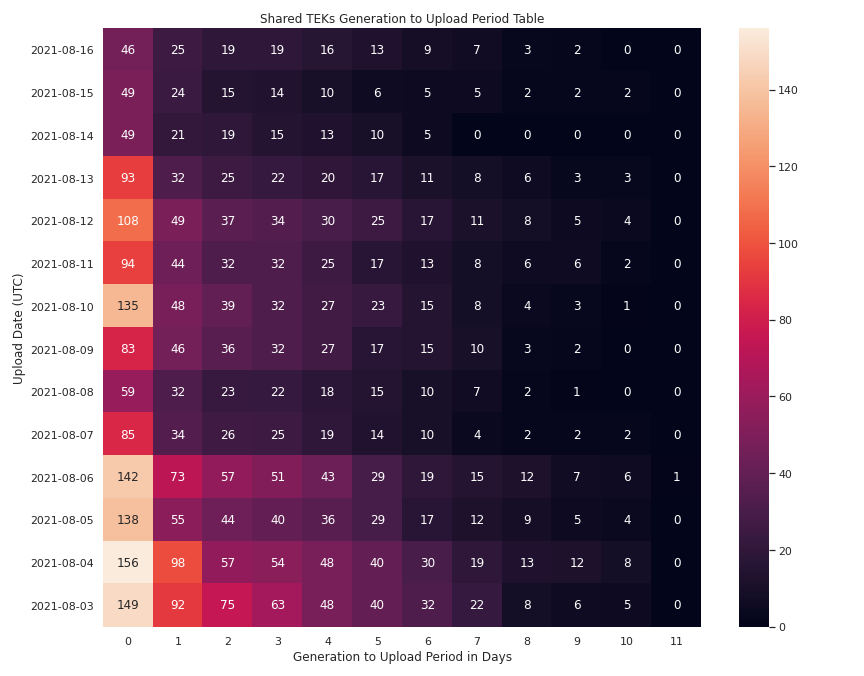 Shared TEKs Generation to Upload Period Table
Upload Date (UTC)
2021-08-16 46 25 19 19 16 13 9 7 3 2 0 0
2021-08-15 49 24 15 14 10 6 5 5 2 2 2 0
2021-08-14 49 21 19 15 13 10 5 0 0 0 0 0
2021-08-13 93 32 25 22 20 17 11 8 6 3 3 0
2021-08-12 108 49 37 34 30 25 17 11 8 5 4 0
2021-08-11 94 44 32 32 25 17 13 8 6 6 2 0
2021-08-10 135 48 39 32 27 23 15 8 4 3 1 0
2021-08-09 83 46 36 32 27 17 15 10 3 2 0 0
2021-08-08 59 32 23 22 18 15 10 7 2 1 0 0
2021-08-07 85 34 26 25 19 14 10 4 2 2 2 0
2021-08-06 142 73 57 51 43 29 19 15 12 7 6 1
2021-08-05 138 55 44 40 36 29 17 12 9 5 4 0
2021-08-04 156 98 57 54 48 40 30 19 13 12 8 0
2021-08-03 149 92 75 63 48 40 32 22 8 6 5 0
0 1 2 3 4 5 6 7 8 9 10 11
Generation to Upload Period in Days
140
120
100
80
60
40
20
0